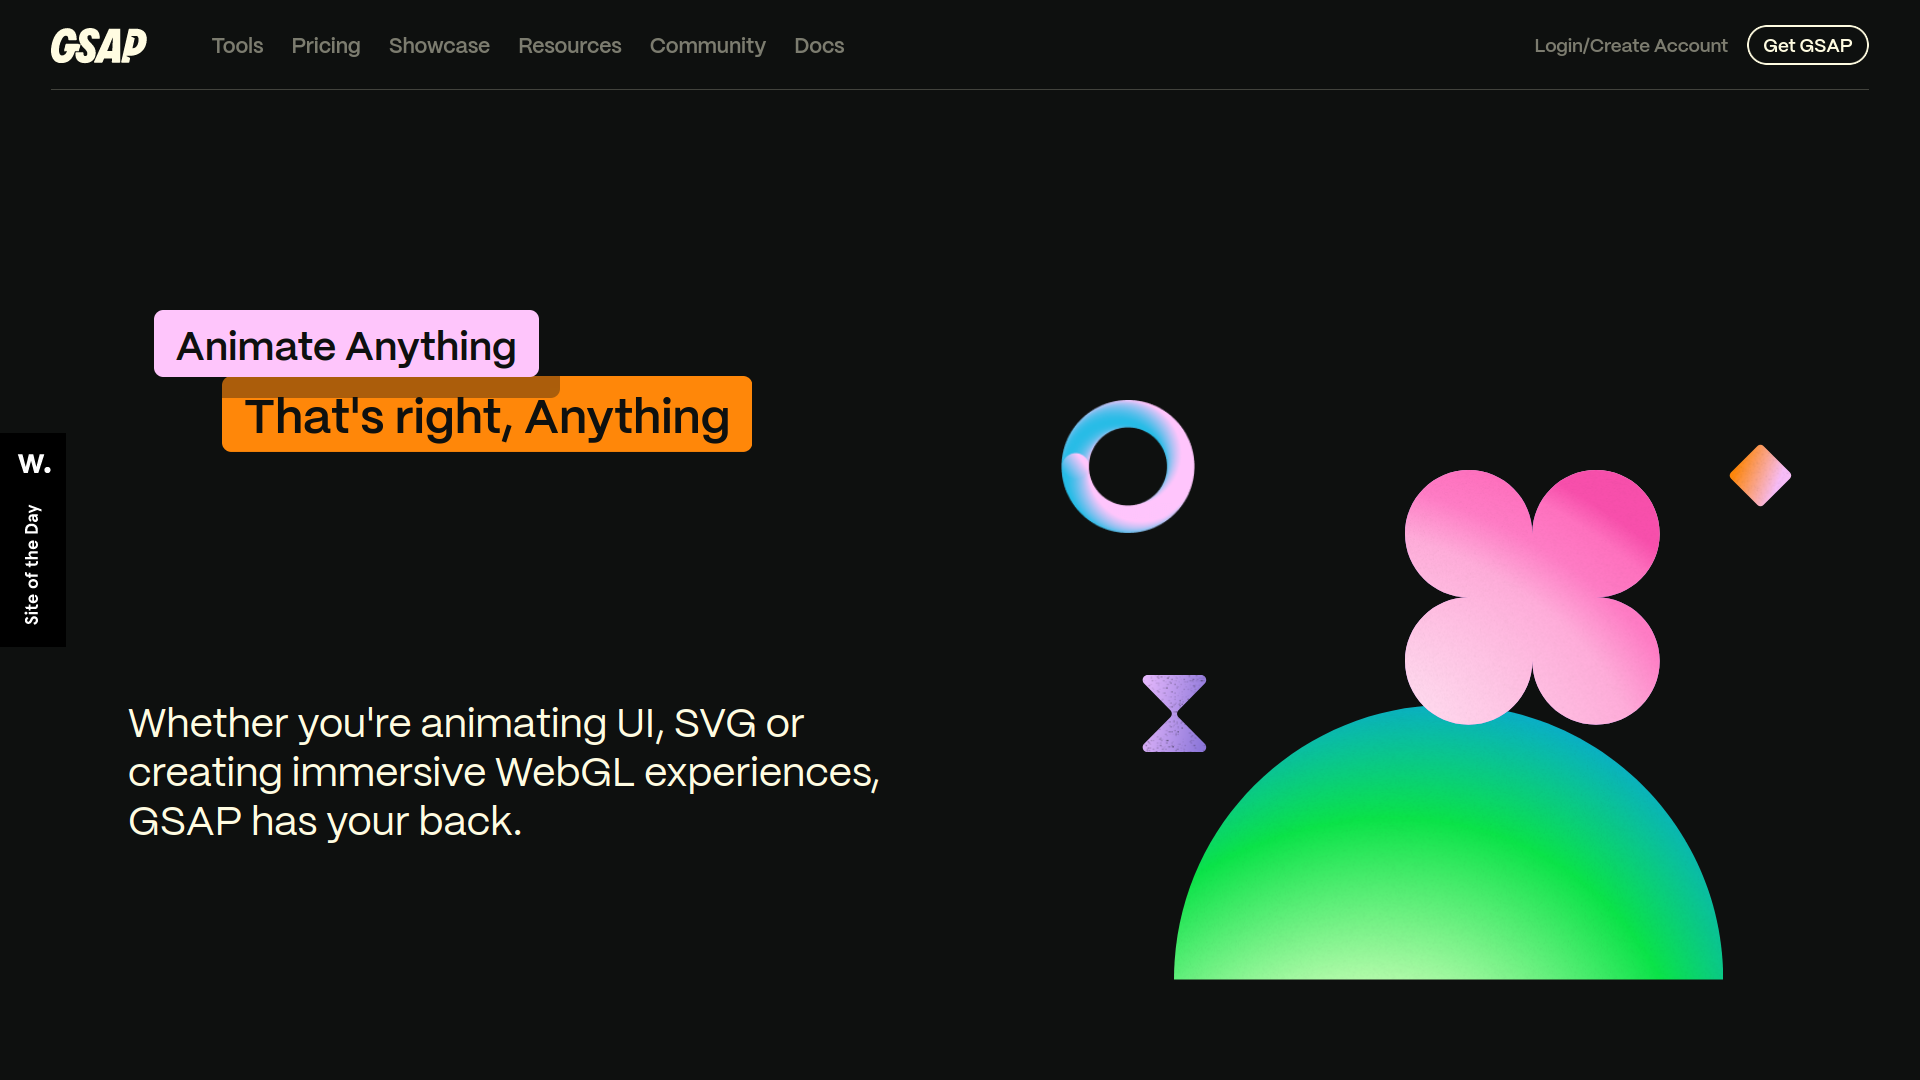 GSAP
Tools Pricing Showcase Resources Community Docs
Login/Create Account Get GSAP
Animate Anything
That's right, Anything
W.
Site of the Day
Whether you're animating UI, SVG or
creating immersive WebGL experiences,
GSAP has your back.